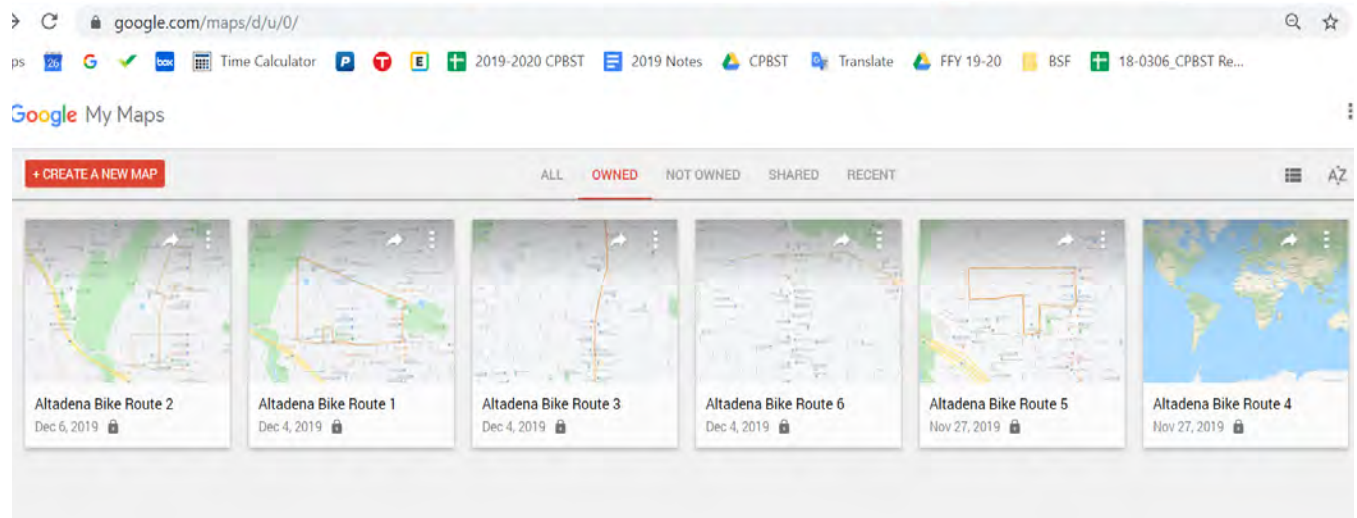 google.com/maps/d/u/0/
ps 26 G box Time Calculator P T E 2019-2020 CPBST 2019 Notes CPBST Translate FFY 19-20 BSF 18-0306_CPBST Re...
Google My Maps
+ CREATE A NEW MAP ALL OWNED NOT OWNED SHARED RECENT AZ
Altadena Bike Route 2
Dec 6, 2019
Altadena Bike Route 1
Dec 4, 2019
Altadena Bike Route 3
Dec 4, 2019
Altadena Bike Route 6
Dec 4, 2019
Altadena Bike Route 5
Nov 27, 2019
Altadena Bike Route 4
Nov 27, 2019